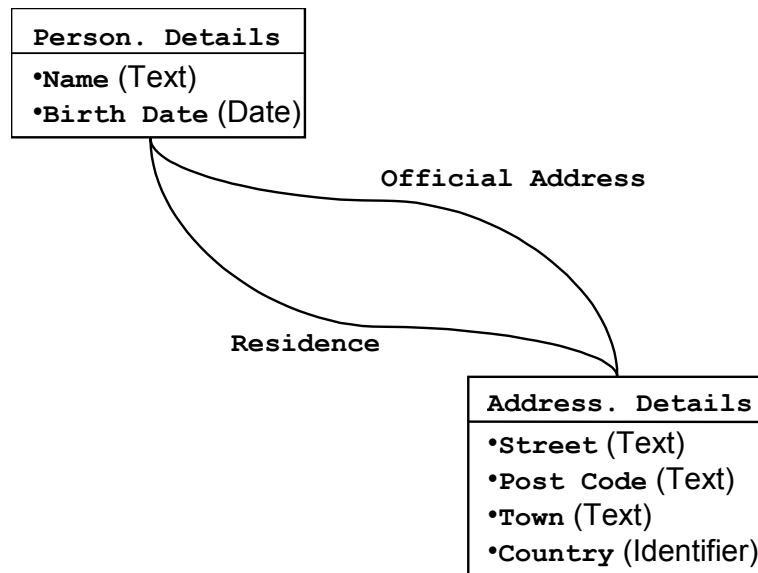 Person. Details
•Name (Text)
•Birth Date (Date)
Official Address
Residence
Address. Details
•Street (Text)
•Post Code (Text)
•Town (Text)
•Country (Identifier)